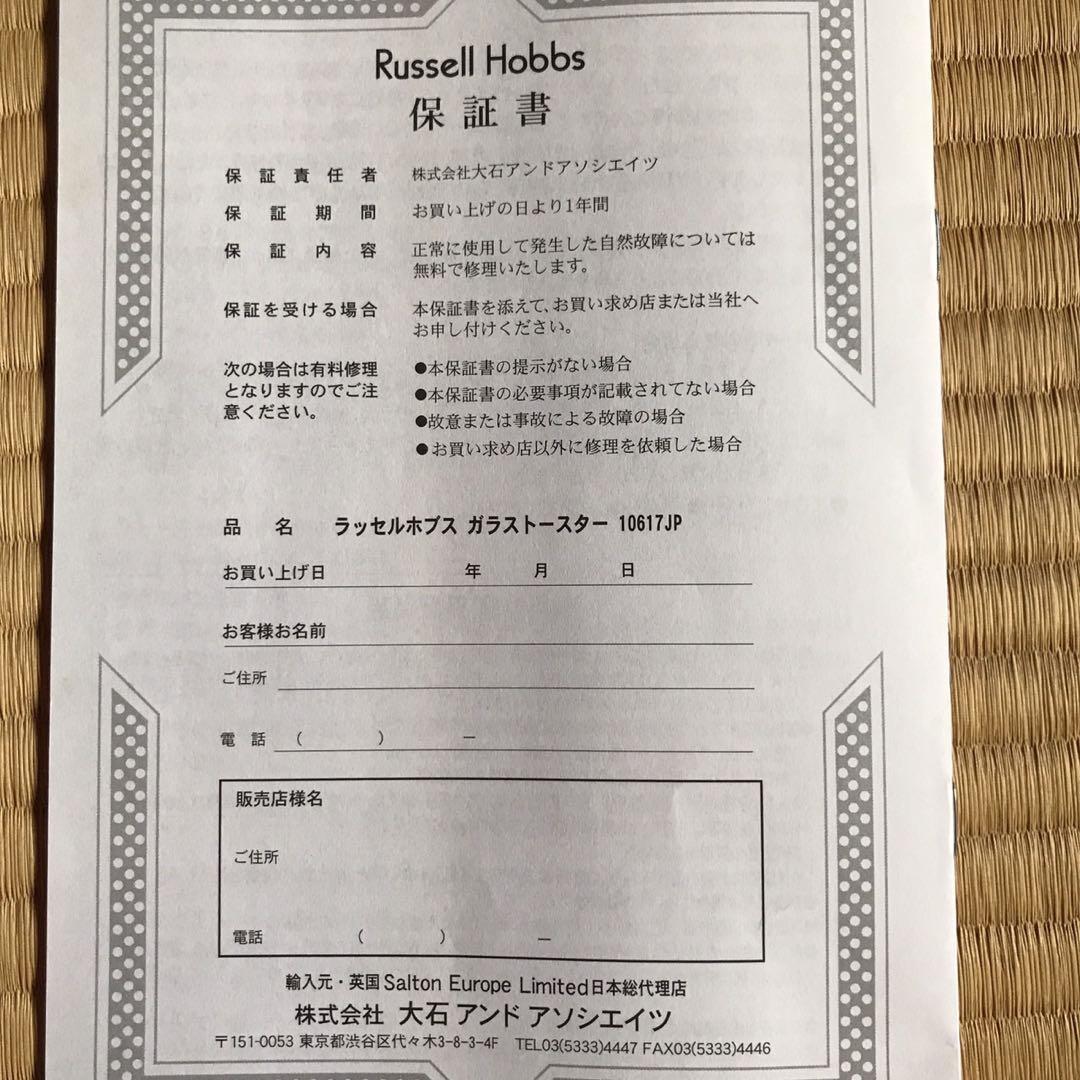 Russell Hobbs
保証書
保証責任者 株式会社大石アンドアソシエイツ
保証期間 お買い上げの日より1年間
保証内容 正常に使用して発生した自然故障については
無料で修理いたします。
保証を受ける場合 本保証書を添えて、お買い求め店または当社へ
お申し付けください。
次の場合は有料修理 ●本保証書の提示がない場合
となりますのでご注 ●本保証書の必要事項が記載されてない場合
意ください。 ●故意または事故による故障の場合
●お買い求め店以外に修理を依頼した場合
品名 ラッセルホブス ガラストースター 10617JP
お買い上げ日 年 月 日
お客様お名前
ご住所
電話 ( ) ー
販売店様名
ご住所
電話 ( ) ー
輸入元・英国Salton Europe Limited日本総代理店
株式会社 大石 アンド アソシエイツ
〒151-0053 東京都渋谷区代々木3-8-3-4F TEL03(5333)4447 FAX03(5333)4446